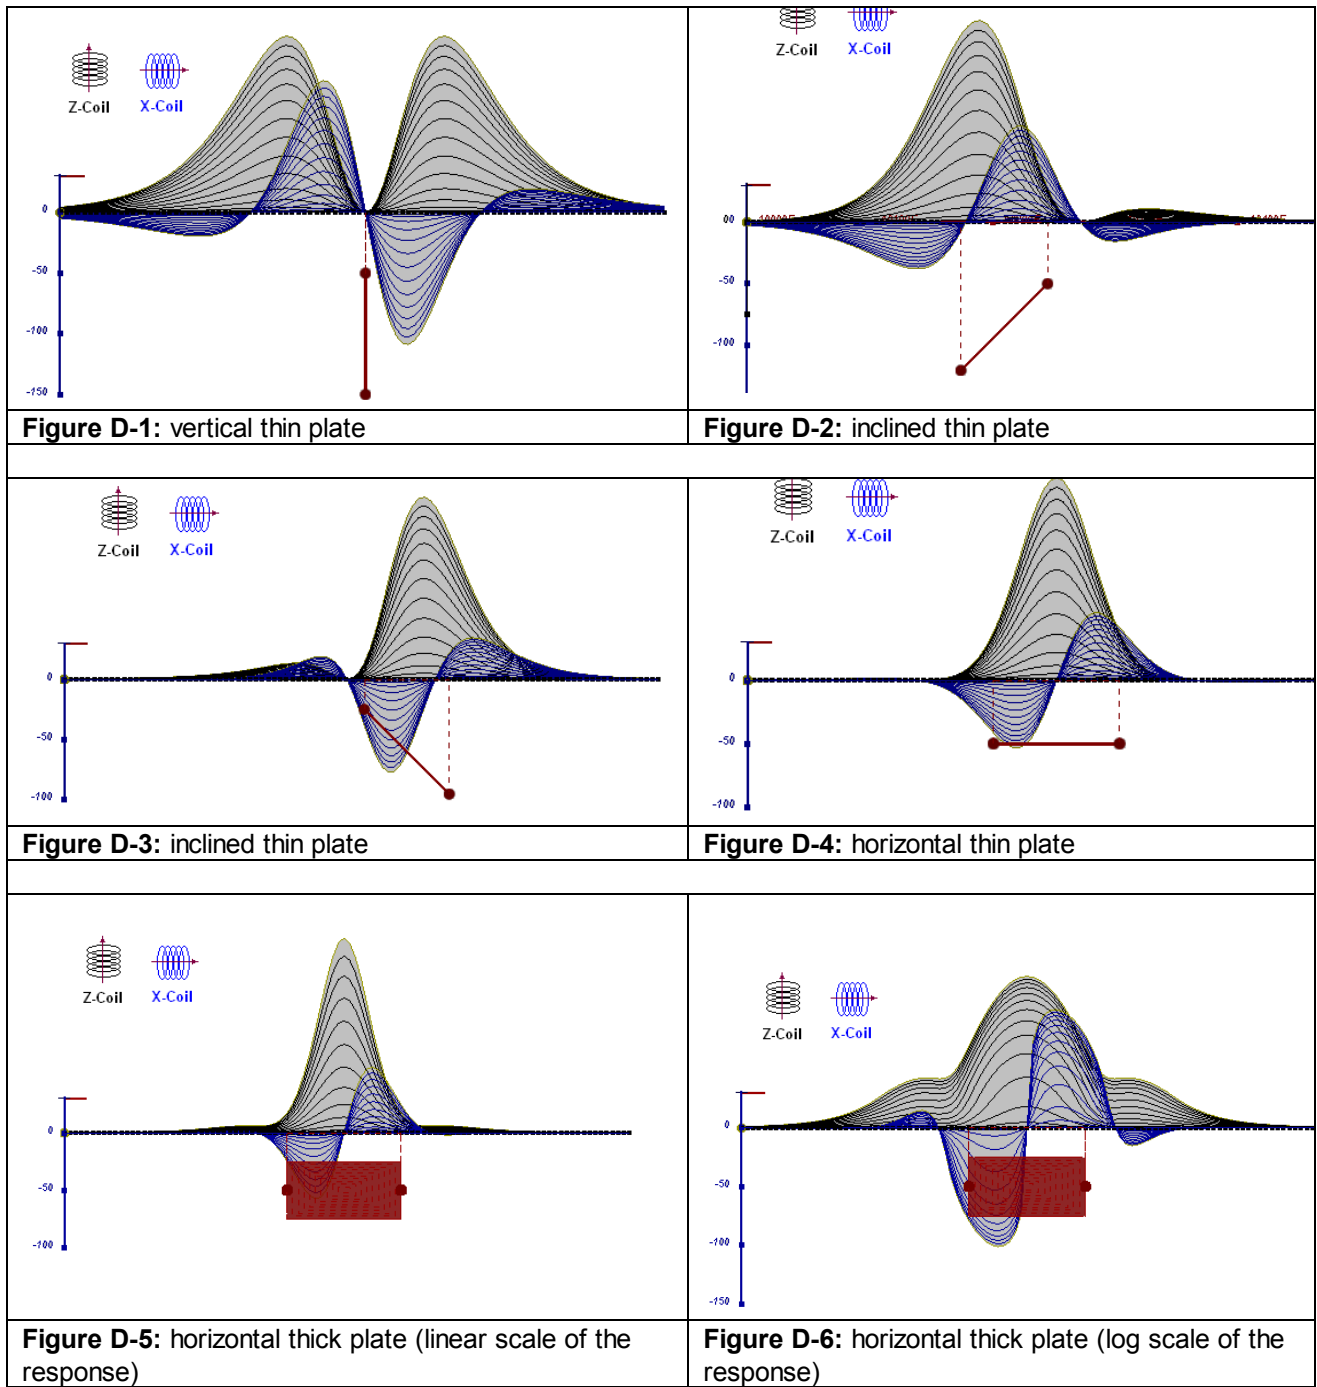 Z-Coil X-Coil
0
-50
-100
-150
Figure D-1: vertical thin plate
Z-Coil X-Coil
00
-50
-100
Figure D-2: inclined thin plate
Z-Coil X-Coil
0
-50
-100
Figure D-3: inclined thin plate
Z-Coil X-Coil
0
-50
-100
Figure D-4: horizontal thin plate
Z-Coil X-Coil
0
-50
-100
Figure D-5: horizontal thick plate (linear scale of the
response)
Z-Coil X-Coil
0
-50
-100
-150
Figure D-6: horizontal thick plate (log scale of the
response)